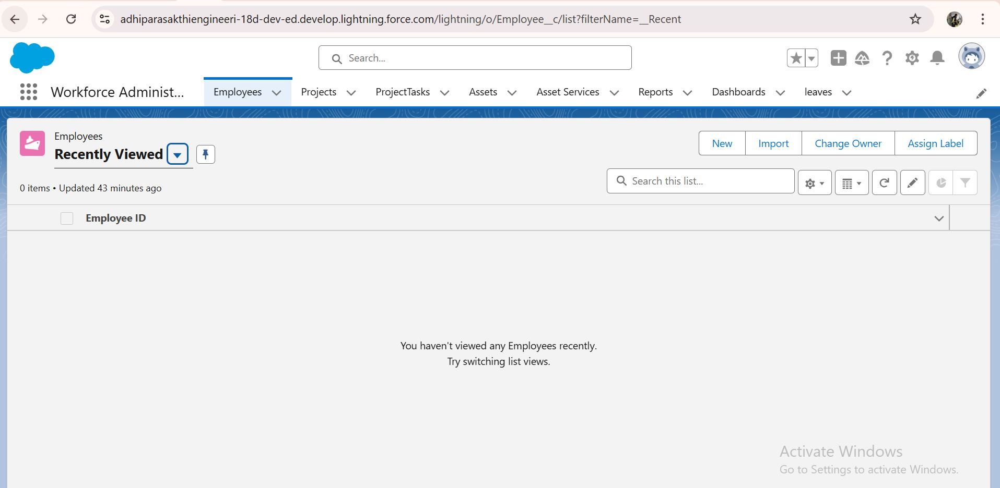 adhiparasakthiengineeri-18d-dev-ed.develop.lightning.force.com/lightning/o/Employee__c/list?filterName=__Recent
Search...
Workforce Administ...
Employees
Projects
ProjectTasks
Assets
Asset Services
Reports
Dashboards
leaves
Employees
Recently Viewed
New
Import
Change Owner
Assign Label
0 items • Updated 43 minutes ago
Search this list...
Employee ID
You haven't viewed any Employees recently.
Try switching list views.
Activate Windows
Go to Settings to activate Windows.